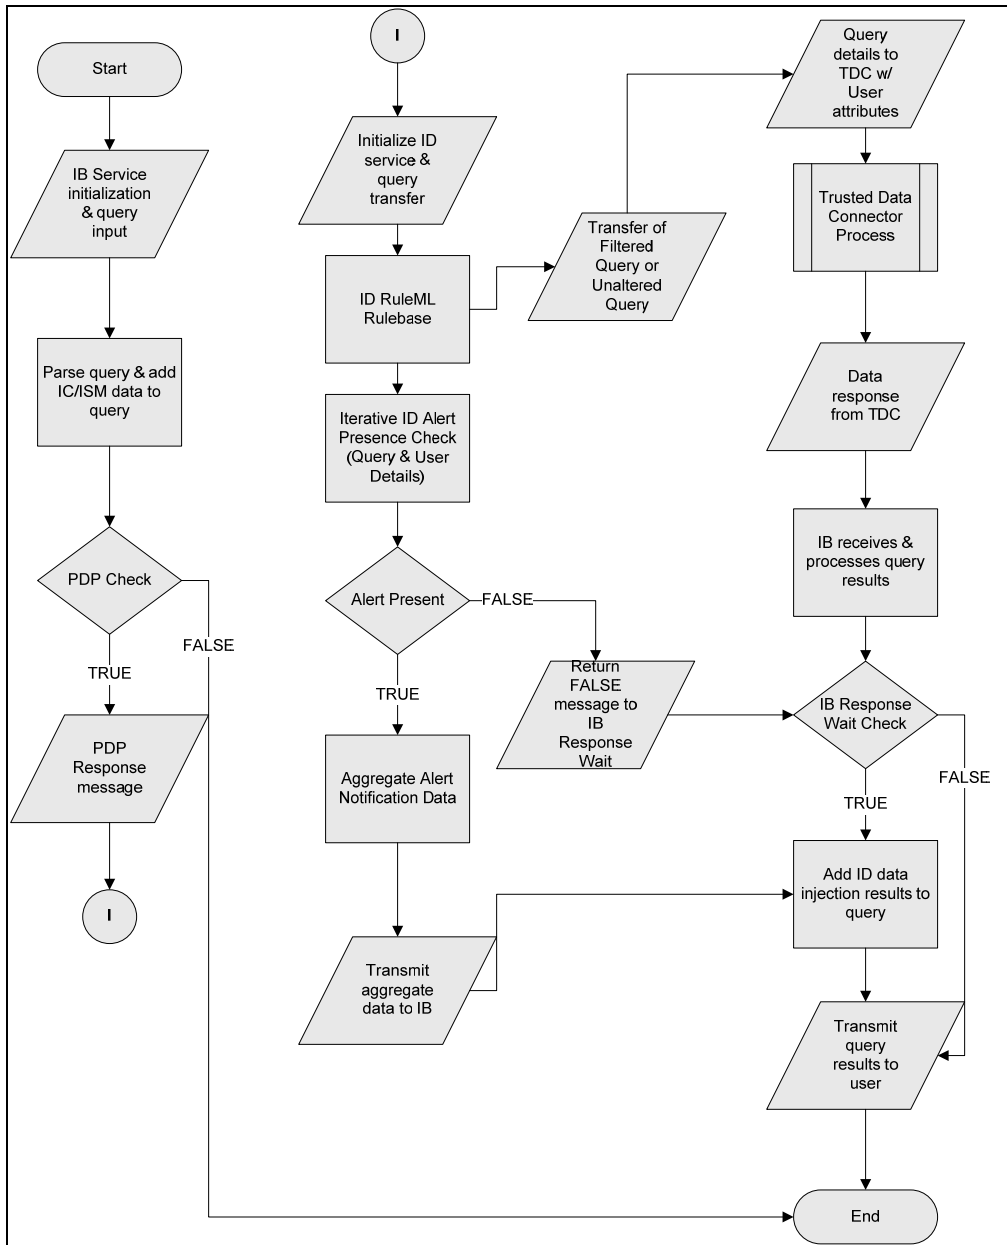 Start
IB Service
initialization
& query
input
Parse query & add
IC/ISM data to
query
PDP Check
FALSE
TRUE
PDP
Response
message
I
I
Initialize ID
service &
query
transfer
ID RuleML
Rulebase
Transfer of
Filtered
Query or
Unaltered
Query
Iterative ID Alert
Presence Check
(Query & User
Details)
Alert Present
FALSE
TRUE
Return
FALSE
message to
IB
Response
Wait
Aggregate Alert
Notification Data
Transmit
aggregate
data to IB
Query
details to
TDC w/
User
attributes
Trusted Data
Connector
Process
Data
response
from TDC
IB receives &
processes query
results
IB Response
Wait Check
FALSE
TRUE
Add ID data
injection results to
query
Transmit
query
results to
user
End